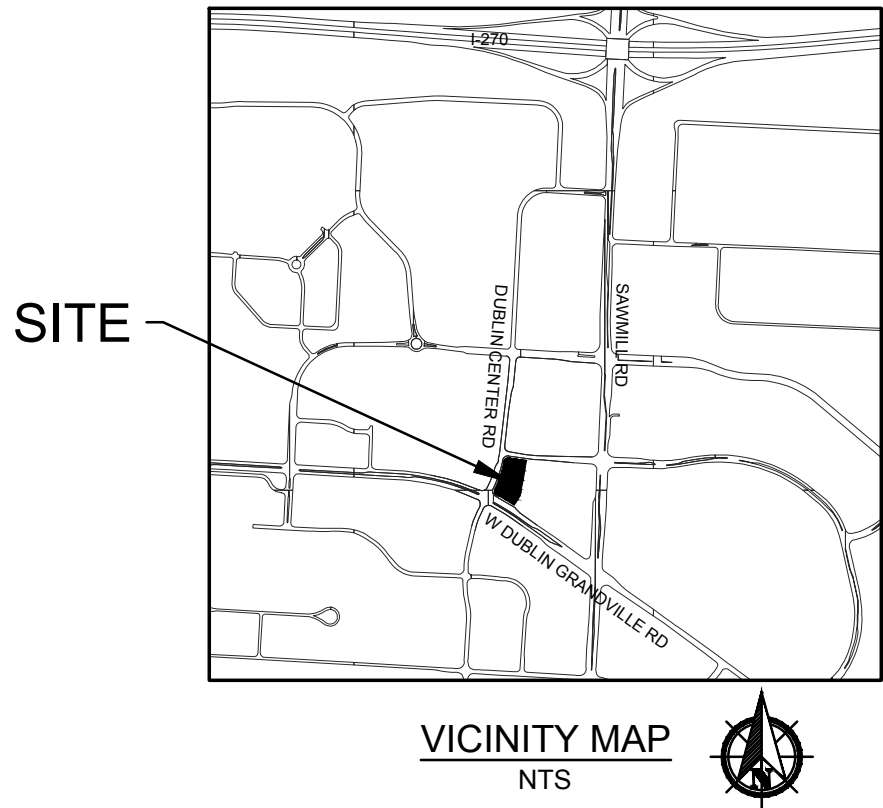 I-270
SITE
DUBLIN CENTER RD
SAWMILL RD
W DUBLIN GRANDVILLE RD
VICINITY MAP
NTS
N